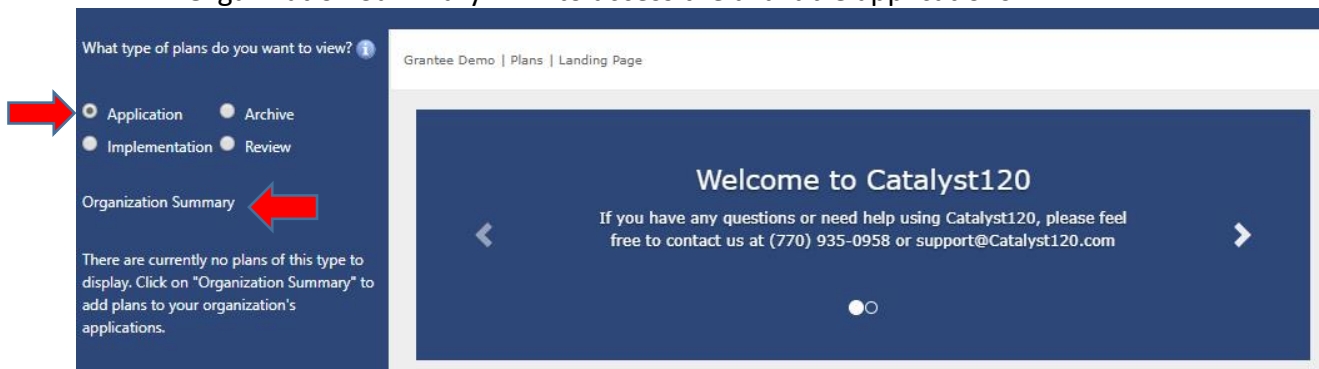 What type of plans do you want to view?
Application Archive
Implementation Review
Organization Summary
There are currently no plans of this type to
display. Click on "Organization Summary" to
add plans to your organization's
applications.
Grantee Demo | Plans | Landing Page
Welcome to Catalyst120
If you have any questions or need help using Catalyst120, please feel
free to contact us at (770) 935-0958 or support@Catalyst120.com